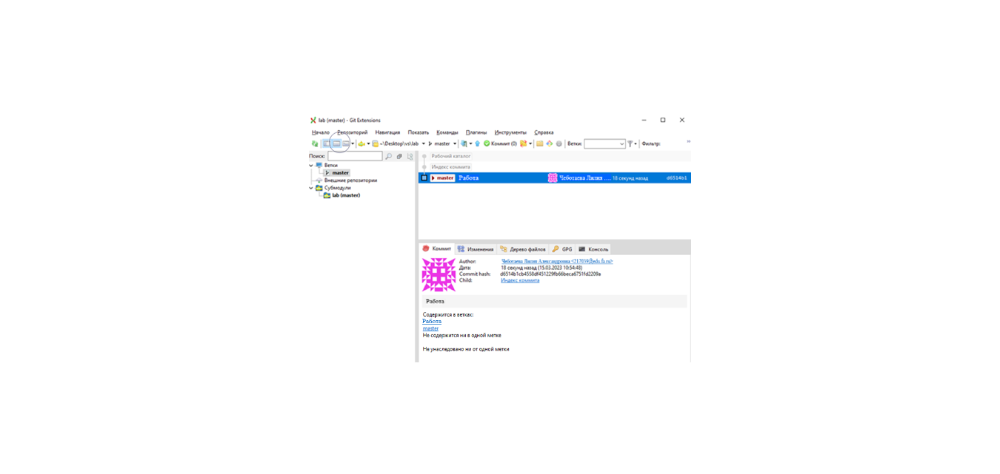 lab (master) - Git Extensions
Начало Репозиторий Навигация Показать Команды Плагины Инструменты Справка
~\Desktop\vs\lab master Коммит (0) Ветки: Фильтр:
Поиск:
Ветки
master
Внешние репозитории
Субмодули
lab (master)
Рабочий каталог
Индекс коммита
master Работа Чеботаева Лилия ..... 18 секунд назад d6514b1
Коммит Изменения Дерево файлов GPG Консоль
Author: Чеботаева Лилия Александровна <217039@edu.fa.ru>
Дата: 18 секунд назад (15.03.2023 10:54:48)
Commit hash: d6514b1cb4558df451229fb66beca6751fd2209a
Child: Индекс коммита
Работа
Содержится в ветках:
Работа
master
Не содержится ни в одной метке
Не унаследовано ни от одной метки